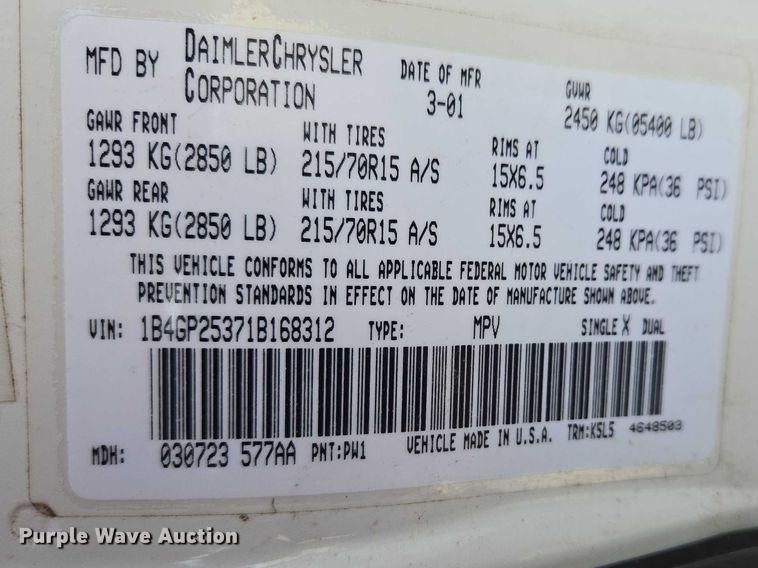 MFD BY DAIMLERCHRYSLER CORPORATION DATE OF MFR 3-01 GVWR 2450 KG(05400 LB)
GAWR FRONT WITH TIRES RIMS AT COLD
1293 KG(2850 LB) 215/70R15 A/S 15X6.5 248 KPA(36 PSI)
GAWR REAR WITH TIRES RIMS AT COLD
1293 KG(2850 LB) 215/70R15 A/S 15X6.5 248 KPA(36 PSI)
THIS VEHICLE CONFORMS TO ALL APPLICABLE FEDERAL MOTOR VEHICLE SAFETY AND THEFT
PREVENTION STANDARDS IN EFFECT ON THE DATE OF MANUFACTURE SHOWN ABOVE.
VIN: 1B4GP25371B168312 TYPE: MPV SINGLE X DUAL
MDH: 030723 577AA PNT:PW1 VEHICLE MADE IN U.S.A. TRM:K5L5 4648503
Purple Wave Auction